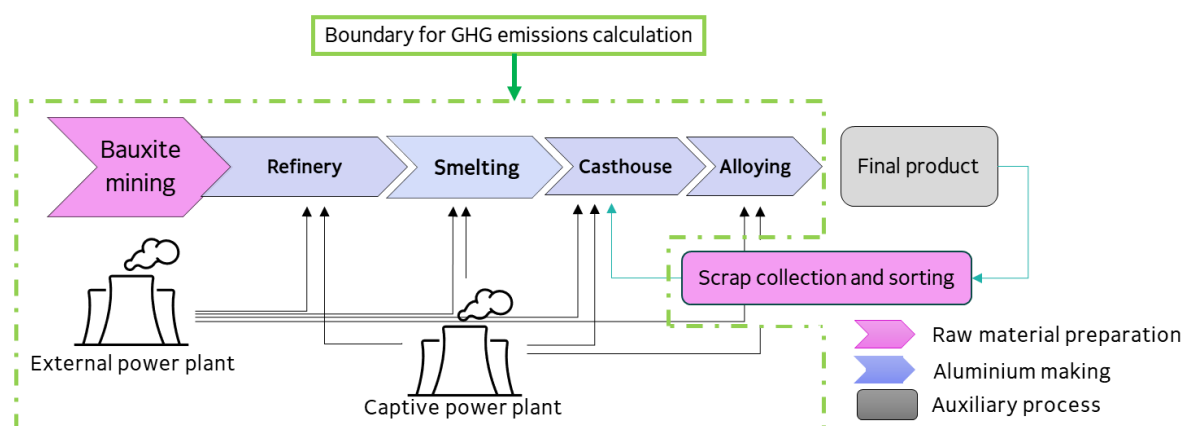 Boundary for GHG emissions calculation
Bauxite
mining
Refinery
Smelting
Casthouse
Alloying
Final product
Scrap collection and sorting
External power plant
Captive power plant
Raw material preparation
Aluminium making
Auxiliary process